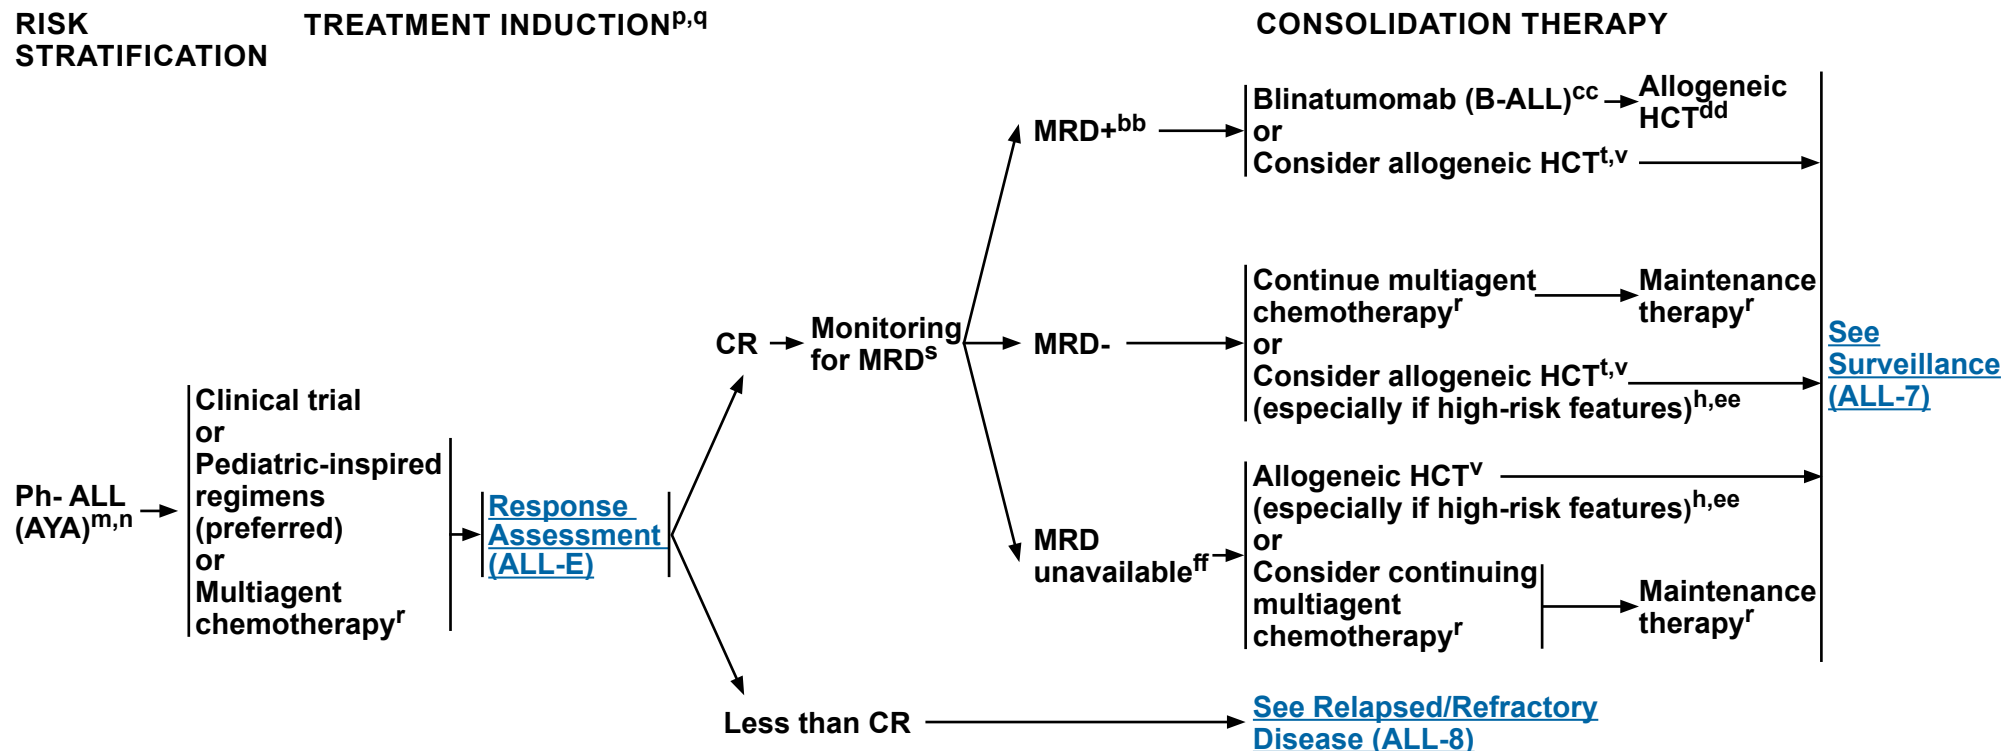 RISK
STRATIFICATION
TREATMENT INDUCTIONp,q
CONSOLIDATION THERAPY
Ph- ALL
(AYA)m,n
Clinical trial
or
Pediatric-inspired
regimens
(preferred)
or
Multiagent
chemotherapyr
Response
Assessment
(ALL-E)
CR
Monitoring
for MRDs
MRD+bb
Blinatumomab (B-ALL)cc
or
Consider allogeneic HCTt,v
Allogeneic
HCTdd
MRD-
Continue multiagent
chemotherapyr
or
Consider allogeneic HCTt,v
(especially if high-risk features)h,ee
Maintenance
therapyr
MRD
unavailableff
Allogeneic HCTv
(especially if high-risk features)h,ee
or
Consider continuing
multiagent
chemotherapyr
Maintenance
therapyr
See
Surveillance
(ALL-7)
Less than CR
See Relapsed/Refractory
Disease (ALL-8)